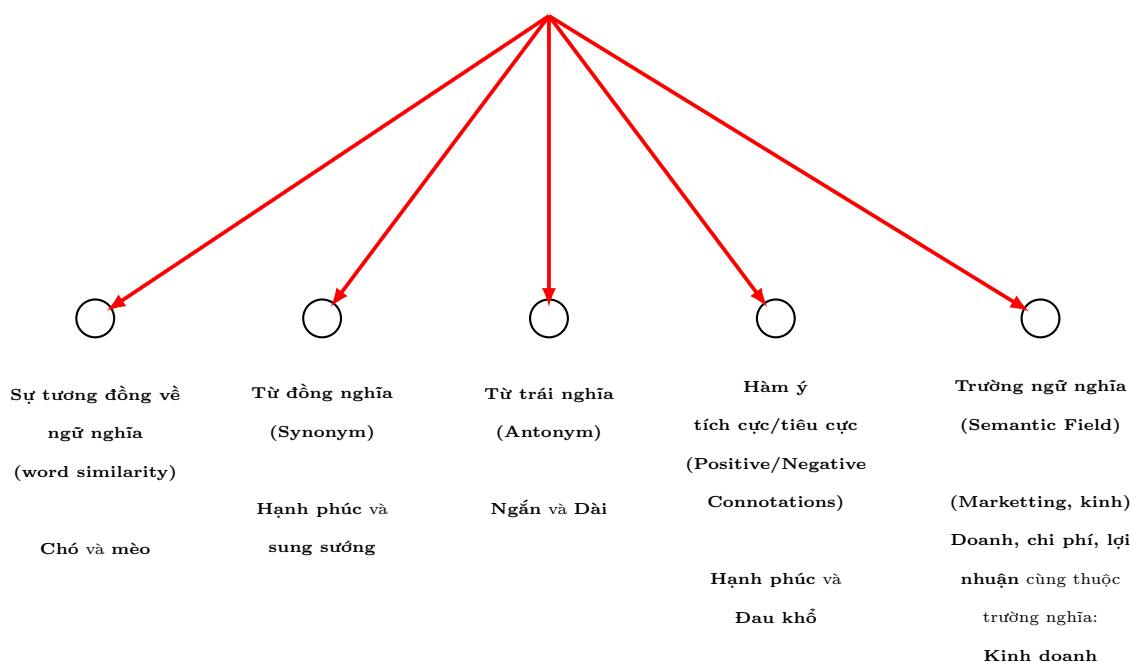 Sự tương đồng về
ngữ nghĩa
(word similarity)
Chó và mèo
Từ đồng nghĩa
(Synonym)
Hạnh phúc và
sung sướng
Từ trái nghĩa
(Antonym)
Ngắn và Dài
Hàm ý
tích cực/tiêu cực
(Positive/Negative
Connotations)
Hạnh phúc và
Đau khổ
Trường ngữ nghĩa
(Semantic Field)
(Marketting, kinh)
Doanh, chi phí, lợi
nhuận cùng thuộc
trường nghĩa:
Kinh doanh